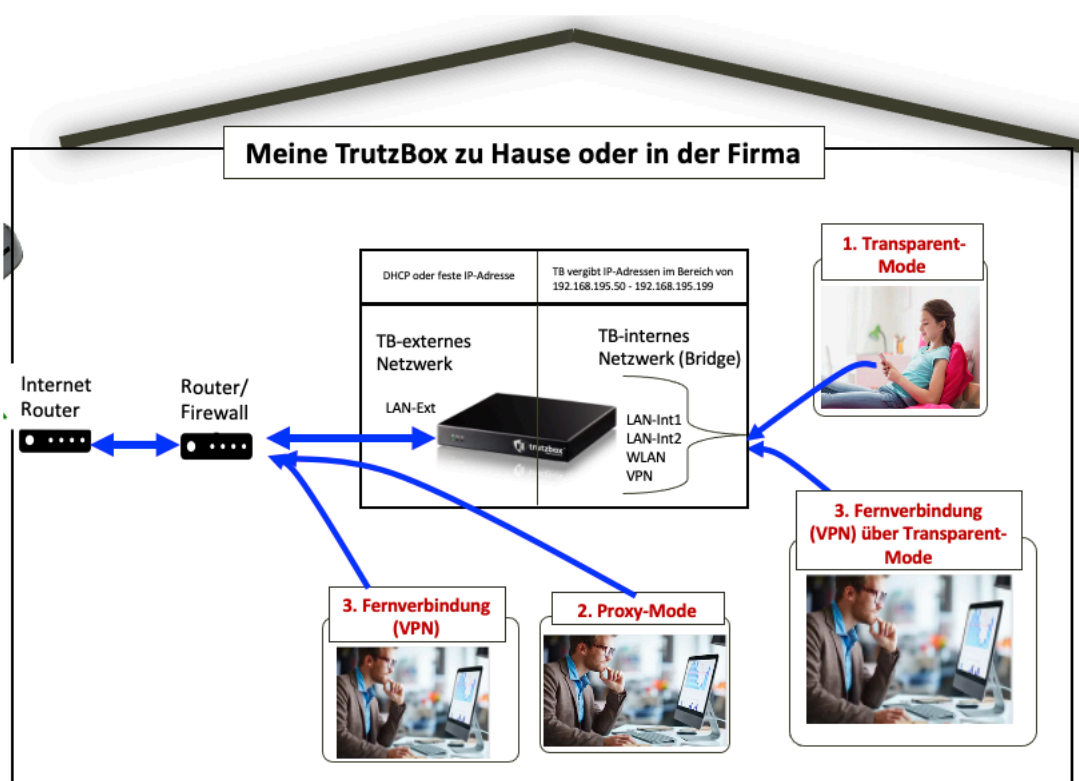 Meine TrutzBox zu Hause oder in der Firma
DHCP oder feste IP-Adresse
TB vergibt IP-Adressen im Bereich von
192.168.195.50 - 192.168.195.199
1. Transparent-
Mode
TB-externes
Netzwerk
TB-internes
Netzwerk (Bridge)
Internet
Router
Router/
Firewall
LAN-Ext
trutzbox
LAN-Int1
LAN-Int2
WLAN
VPN
3. Fernverbindung
(VPN) über Transparent-
Mode
3. Fernverbindung
(VPN)
2. Proxy-Mode